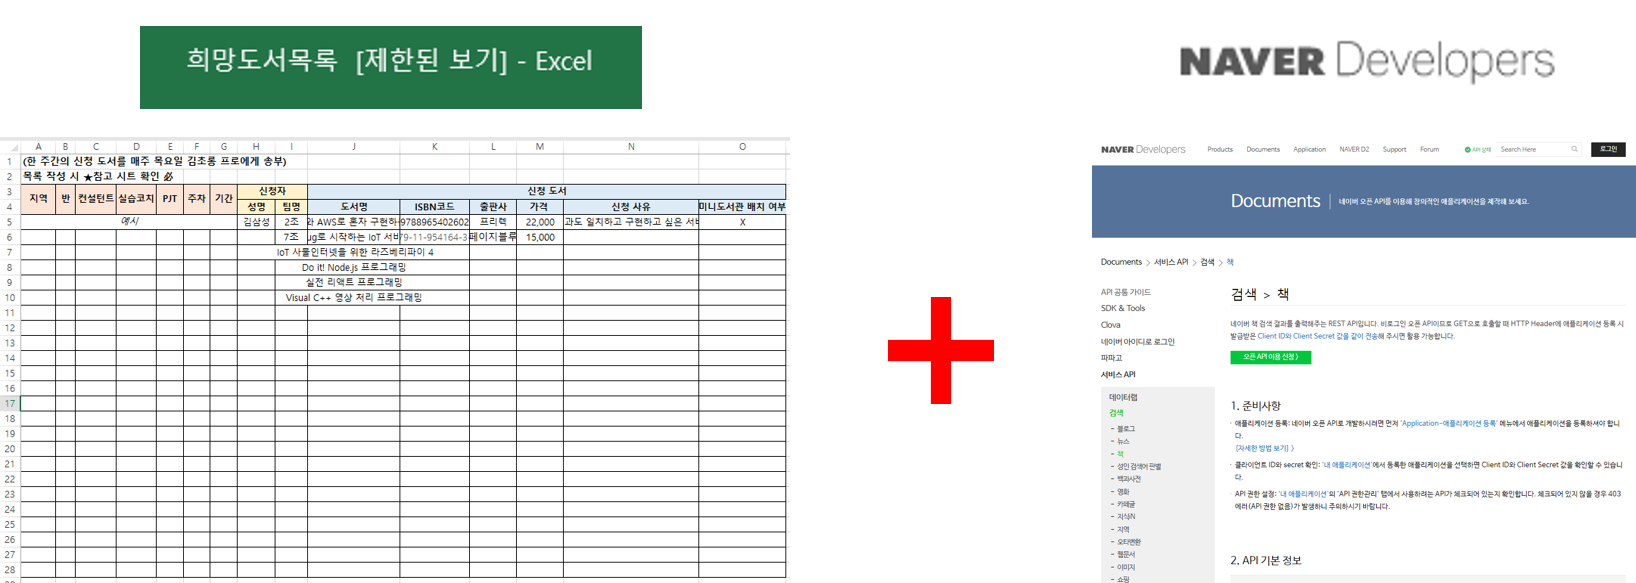 희망도서목록 [제한된 보기] - Excel
A B C D E F G H I J K L M N O
1 (한 주간의 신청 도서를 매주 목요일 김초롱 프로에게 송부)
2 목록 작성 시 ★참고 시트 확인 必
3 지역 반 컨설턴트 실습코치 PJT 주차 기간 신청자 신청 도서
4 성명 팀명 도서명 ISBN코드 출판사 가격 신청 사유 미니도서관 배치 여부
5 예시 김삼성 2조 와 AWS로 혼자 구현하 9788965402602 프리렉 22,000 과도 일치하고 구현하고 싶은 서비 X
6 7조 ug로 시작하는 IoT 서비 79-11-954164-3 페이지블루 15,000
7 IoT 사물인터넷을 위한 라즈베리파이 4
8 Do it! Node.js 프로그래밍
9 실전 리액트 프로그래밍
10 Visual C++ 영상 처리 프로그래밍
11
12
13
14
15
16
17
18
19
20
21
22
23
24
25
26
27
28
NAVER Developers
NAVER Developers Products Documents Application NAVER D2 Support Forum API 상태 Search Here 로그인
Documents | 네이버 오픈 API를 이용해 창의적인 애플리케이션을 제작해 보세요.
Documents > 서비스 API > 검색 > 책
API 공통 가이드
SDK & Tools
Clova
네이버 아이디로 로그인
파파고
서비스 API
데이터랩
검색
- 블로그
- 뉴스
- 책
- 성인 검색어 판별
- 백과사전
- 영화
- 카페글
- 지식iN
- 지역
- 오타변환
- 웹문서
- 이미지
- 쇼핑
검색 > 책
네이버 책 검색 결과를 출력해주는 REST API입니다. 비로그인 오픈 API이므로 GET으로 호출할 때 HTTP Header에 애플리케이션 등록 시
발급받은 Client ID와 Client Secret 값을 같이 전송해 주시면 활용 가능합니다.
오픈 API 이용 신청 >
1. 준비사항
· 애플리케이션 등록: 네이버 오픈 API로 개발하시려면 먼저 'Application-애플리케이션 등록' 메뉴에서 애플리케이션을 등록하셔야 합니
다.
[자세한 방법 보기] >
· 클라이언트 ID와 secret 확인: '내 애플리케이션'에서 등록한 애플리케이션을 선택하면 Client ID와 Client Secret 값을 확인할 수 있습니
다.
· API 권한 설정: '내 애플리케이션'의 'API 권한관리' 탭에서 사용하려는 API가 체크되어 있는지 확인합니다. 체크되어 있지 않을 경우 403
에러(API 권한 없음)가 발생하니 주의하시기 바랍니다.
2. API 기본 정보